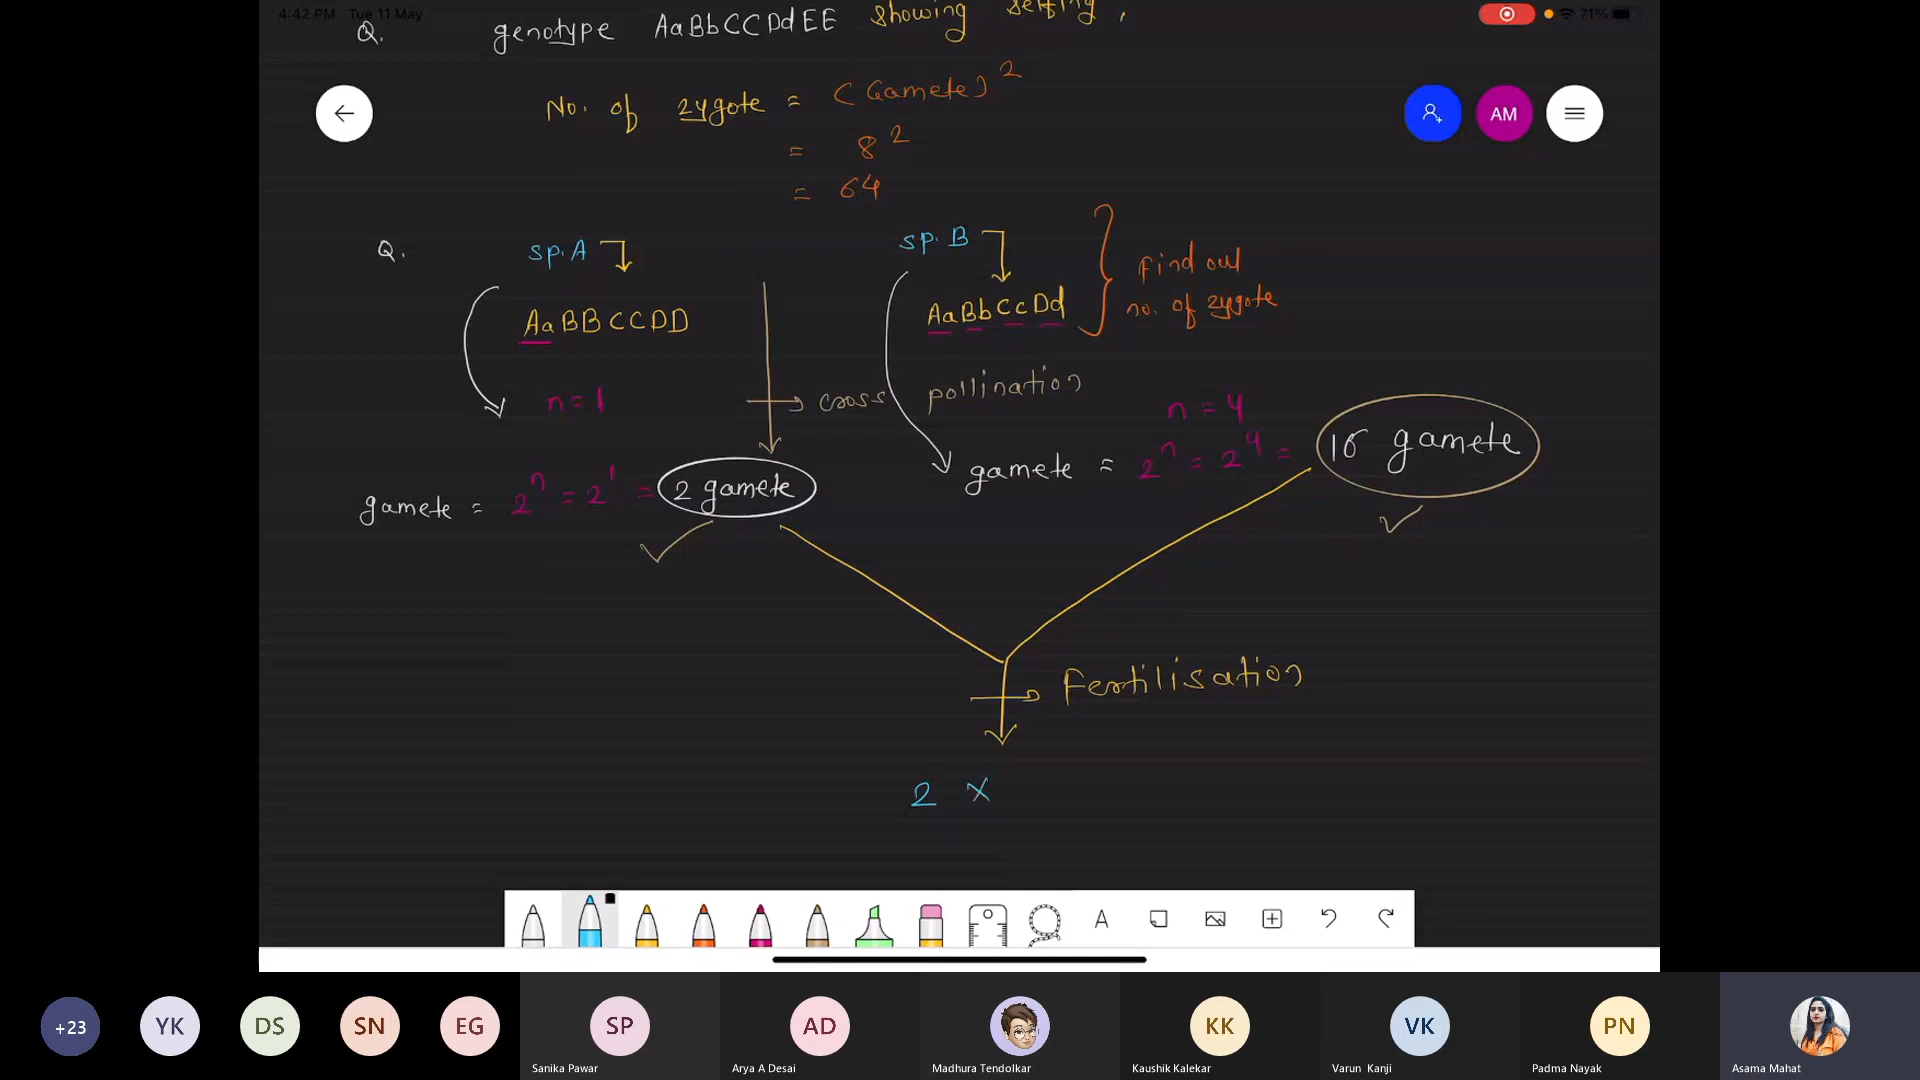 4:42 PM Tue 11 May
71%
Q. genotype AaBbCCDdEE showing selfing,
No. of zygote = (Gamete)2
= 8 2
= 64
Q. sp. A sp. B
AaBBCCDD AaBbCcDd
find out
no. of zygote
cross pollination
n = 1 n = 4
gamete = 2n = 21 = 2 gamete
gamete = 2n = 24 = 16 gamete
Fertilisation
2 X
AM
A
+23 YK DS SN EG SP AD KK VK PN
Sanika Pawar Arya A Desai Madhura Tendolkar Kaushik Kalekar Varun Kanji Padma Nayak Asama Mahat